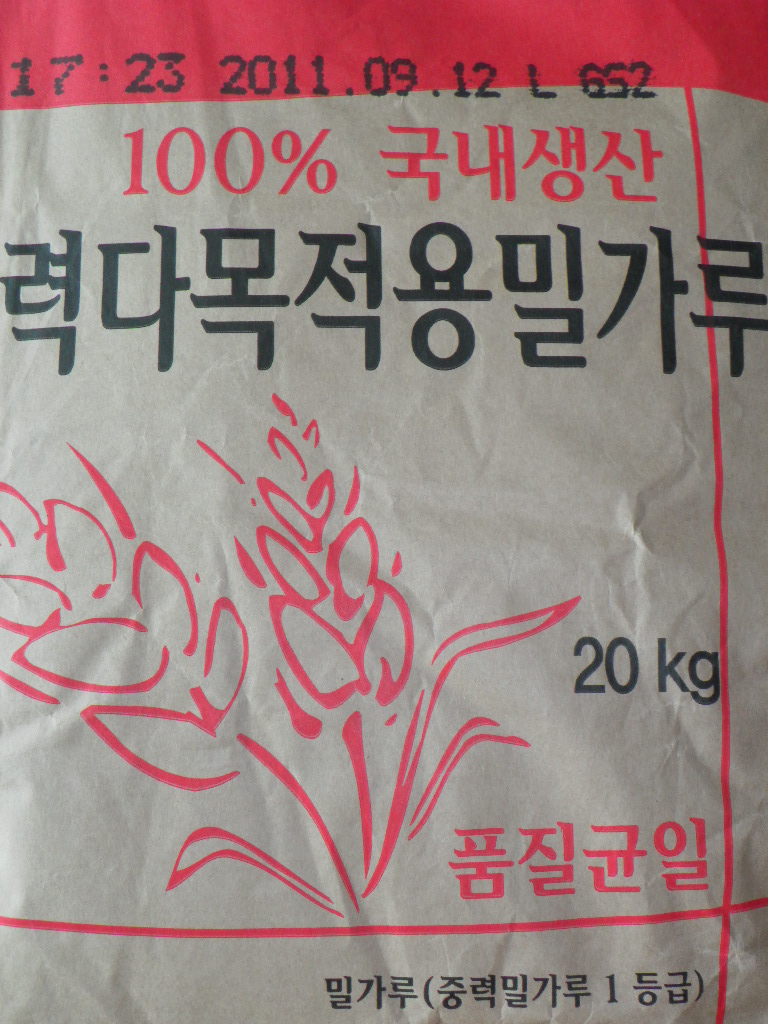 17:23 2011.09.12 L GS2
100% 국내생산
력다목적용밀가루
20 kg
품질균일
밀가루(중력밀가루 1 등급)